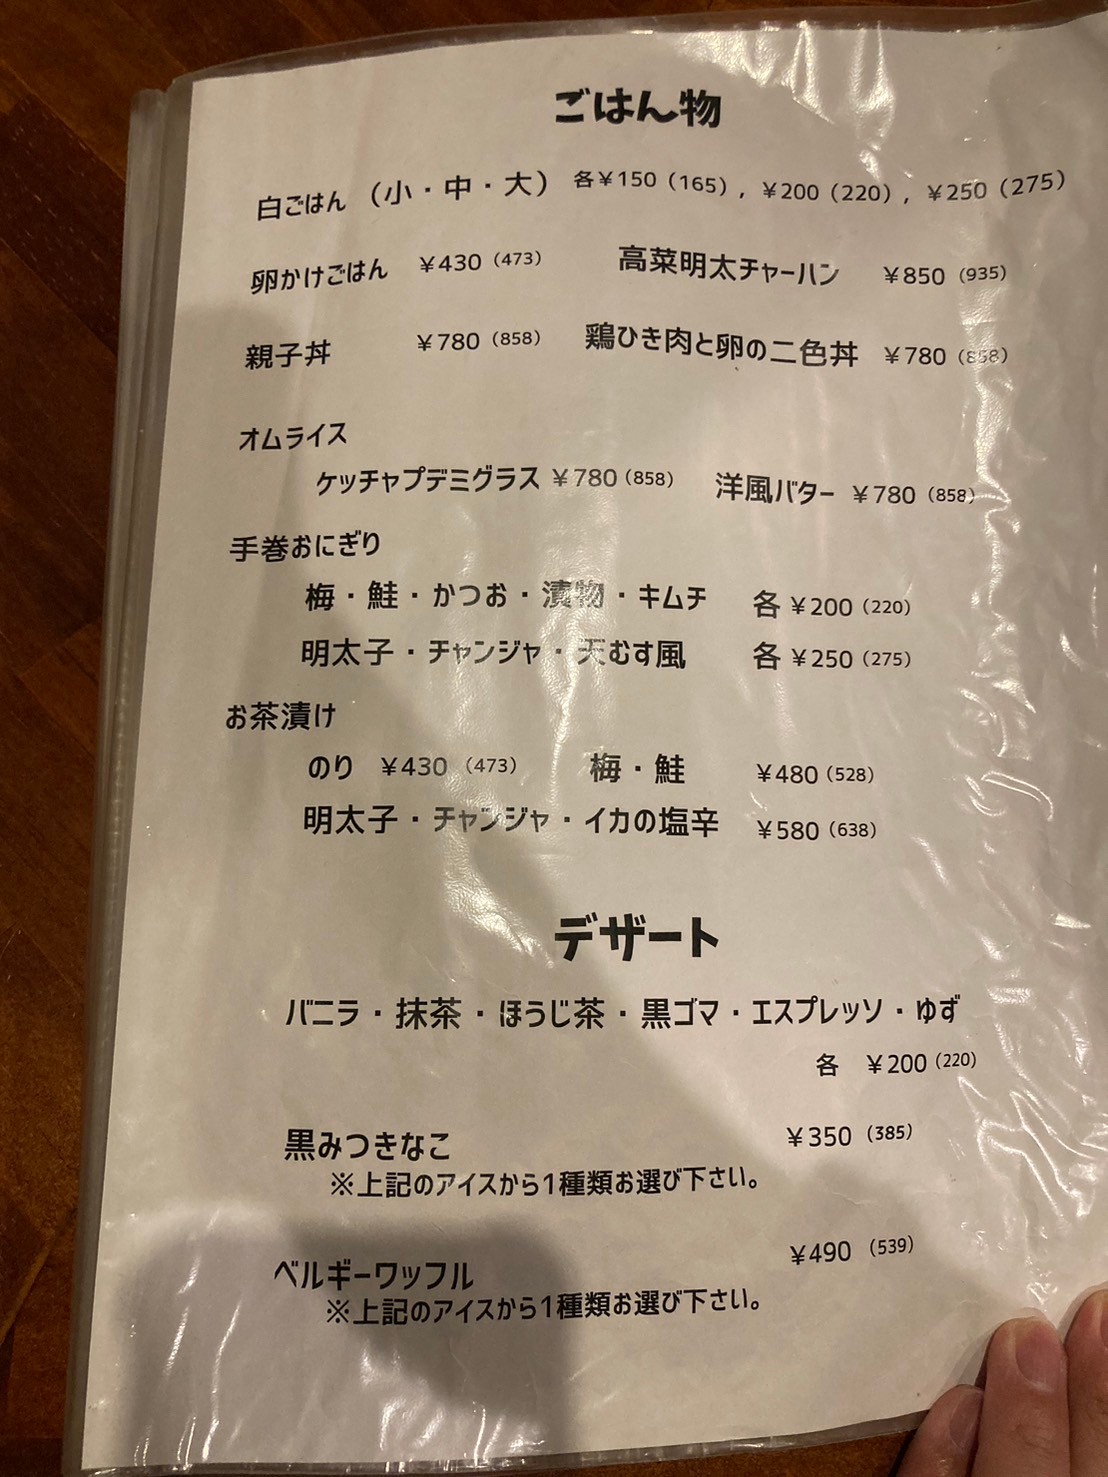 ごはん物
白ごはん (小・中・大) 各¥150 (165) , ¥200 (220) , ¥250 (275)
卵かけごはん ¥430 (473) 高菜明太チャーハン ¥850 (935)
親子丼 ¥780 (858) 鶏ひき肉と卵の二色丼 ¥780 (858)
オムライス
ケッチャプデミグラス ¥780 (858) 洋風バター ¥780 (858)
手巻おにぎり
梅・鮭・かつお・漬物・キムチ 各 ¥200 (220)
明太子・チャンジャ・天むす風 各 ¥250 (275)
お茶漬け
のり ¥430 (473) 梅・鮭 ¥480 (528)
明太子・チャンジャ・イカの塩辛 ¥580 (638)
デザート
バニラ・抹茶・ほうじ茶・黒ゴマ・エスプレッソ・ゆず
各 ¥200 (220)
黒みつきなこ ¥350 (385)
※上記のアイスから1種類お選び下さい。
ベルギーワッフル ¥490 (539)
※上記のアイスから1種類お選び下さい。